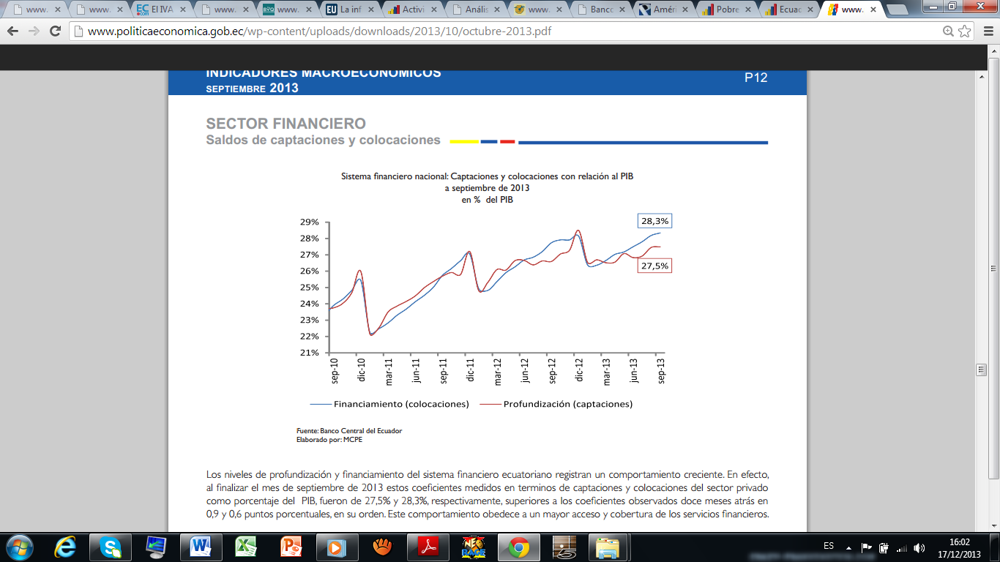 www.
www.
EC .com El IVA
www.
BVQ www.
EU La inf
Activi
Anális
www.
Banco
Améri
Pobre
Ecuac
www.
www.politicaeconomica.gob.ec/wp-content/uploads/downloads/2013/10/octubre-2013.pdf
INDICADORES MACROECONÓMICOS
SEPTIEMBRE 2013
P12
SECTOR FINANCIERO
Saldos de captaciones y colocaciones
Sistema financiero nacional: Captaciones y colocaciones con relación al PIB
a septiembre de 2013
en % del PIB
29%
28%
27%
26%
25%
24%
23%
22%
21%
28,3%
27,5%
sep-10
dic-10
mar-11
jun-11
sep-11
dic-11
mar-12
jun-12
sep-12
dic-12
mar-13
jun-13
sep-13
Financiamiento (colocaciones)
Profundización (captaciones)
Fuente: Banco Central del Ecuador
Elaborado por: MCPE
Los niveles de profundización y financiamiento del sistema financiero ecuatoriano registran un comportamiento creciente. En efecto,
al finalizar el mes de septiembre de 2013 estos coeficientes medidos en terminos de captaciones y colocaciones del sector privado
como porcentaje del PIB, fueron de 27,5% y 28,3%, respectivamente, superiores a los coeficientes observados doce meses atrás en
0,9 y 0,6 puntos porcentuales, en su orden. Este comportamiento obedece a un mayor acceso y cobertura de los servicios financieros.
ES
16:02
17/12/2013